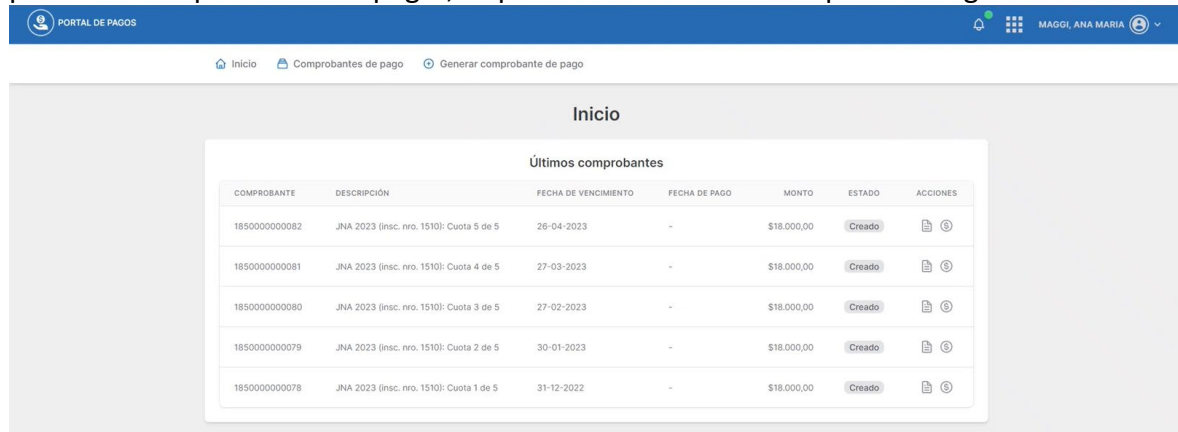 PORTAL DE PAGOS
MAGGI, ANA MARIA
Inicio Comprobantes de pago Generar comprobante de pago
Inicio
Últimos comprobantes
COMPROBANTE DESCRIPCIÓN FECHA DE VENCIMIENTO FECHA DE PAGO MONTO ESTADO ACCIONES
1850000000082 JNA 2023 (insc. nro. 1510): Cuota 5 de 5 26-04-2023 - $18.000,00 Creado
1850000000081 JNA 2023 (insc. nro. 1510): Cuota 4 de 5 27-03-2023 - $18.000,00 Creado
1850000000080 JNA 2023 (insc. nro. 1510): Cuota 3 de 5 27-02-2023 - $18.000,00 Creado
1850000000079 JNA 2023 (insc. nro. 1510): Cuota 2 de 5 30-01-2023 - $18.000,00 Creado
1850000000078 JNA 2023 (insc. nro. 1510): Cuota 1 de 5 31-12-2022 - $18.000,00 Creado